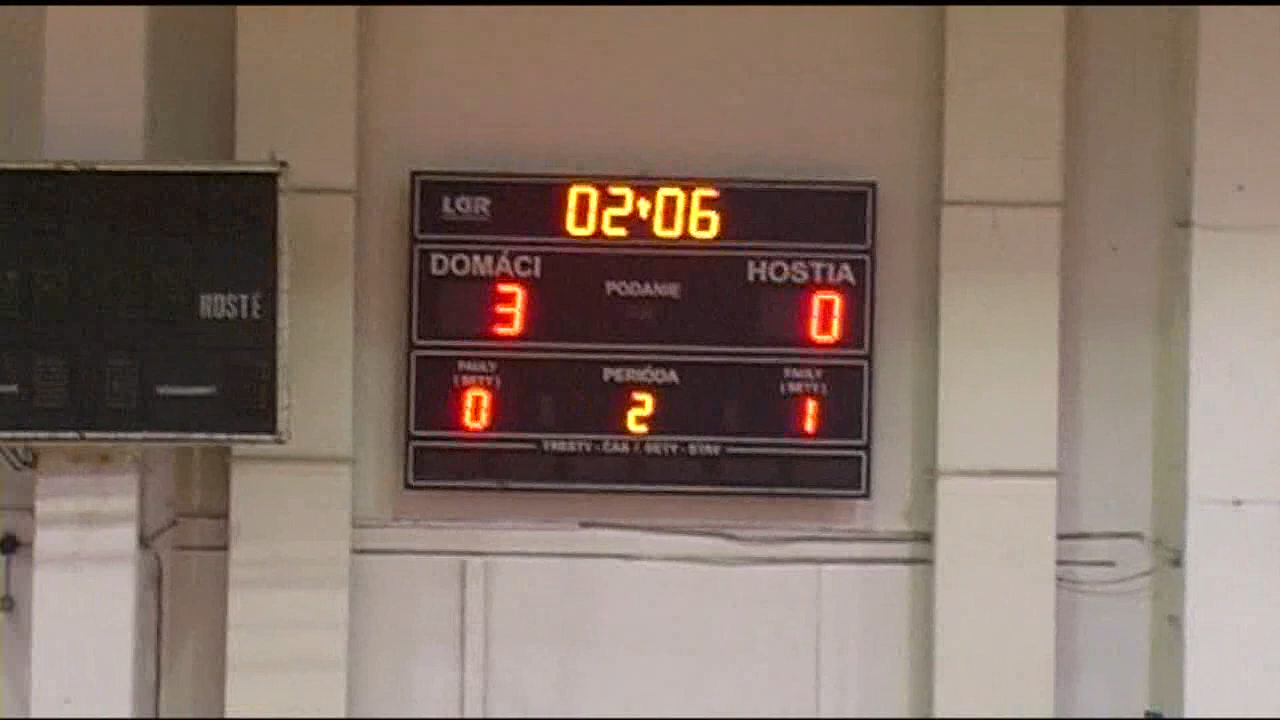 LGR 02:06
DOMÁCI PODANIE HOSTIA
3 0
FAULY PERIÓDA FAULY
(SETY) (SETY)
0 2 1
TRESTY - ČAS / SETY - STAV
HOSTÉ